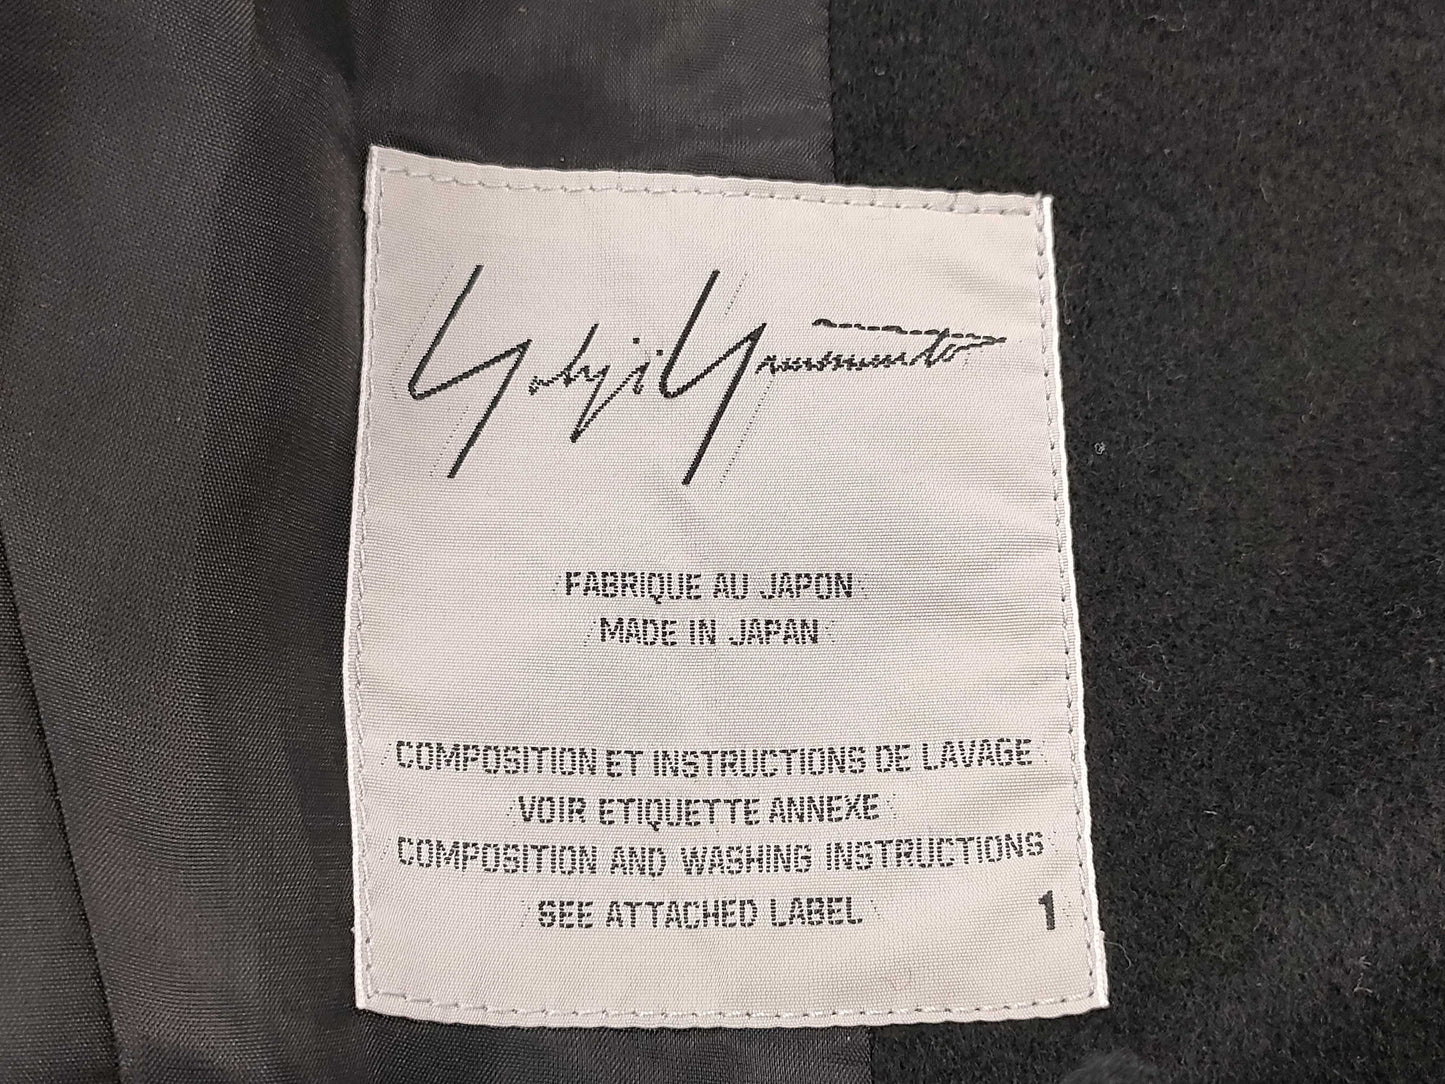 Yohji Yamamoto
FABRIQUE AU JAPON
MADE IN JAPAN
COMPOSITION ET INSTRUCTIONS DE LAVAGE
VOIR ETIQUETTE ANNEXE
COMPOSITION AND WASHING INSTRUCTIONS
SEE ATTACHED LABEL
1